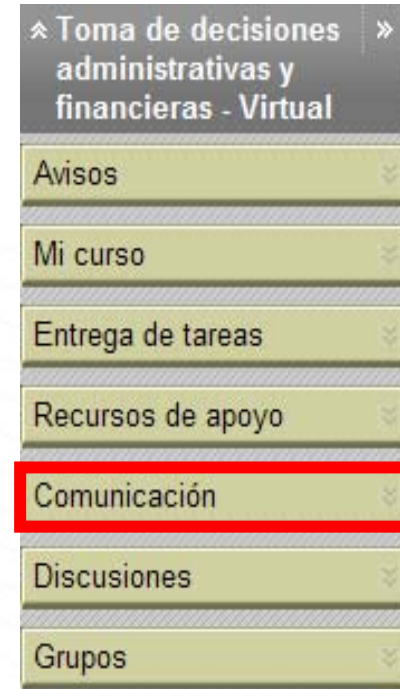 Toma de decisiones
administrativas y
financieras - Virtual
Avisos
Mi curso
Entrega de tareas
Recursos de apoyo
Comunicación
Discusiones
Grupos